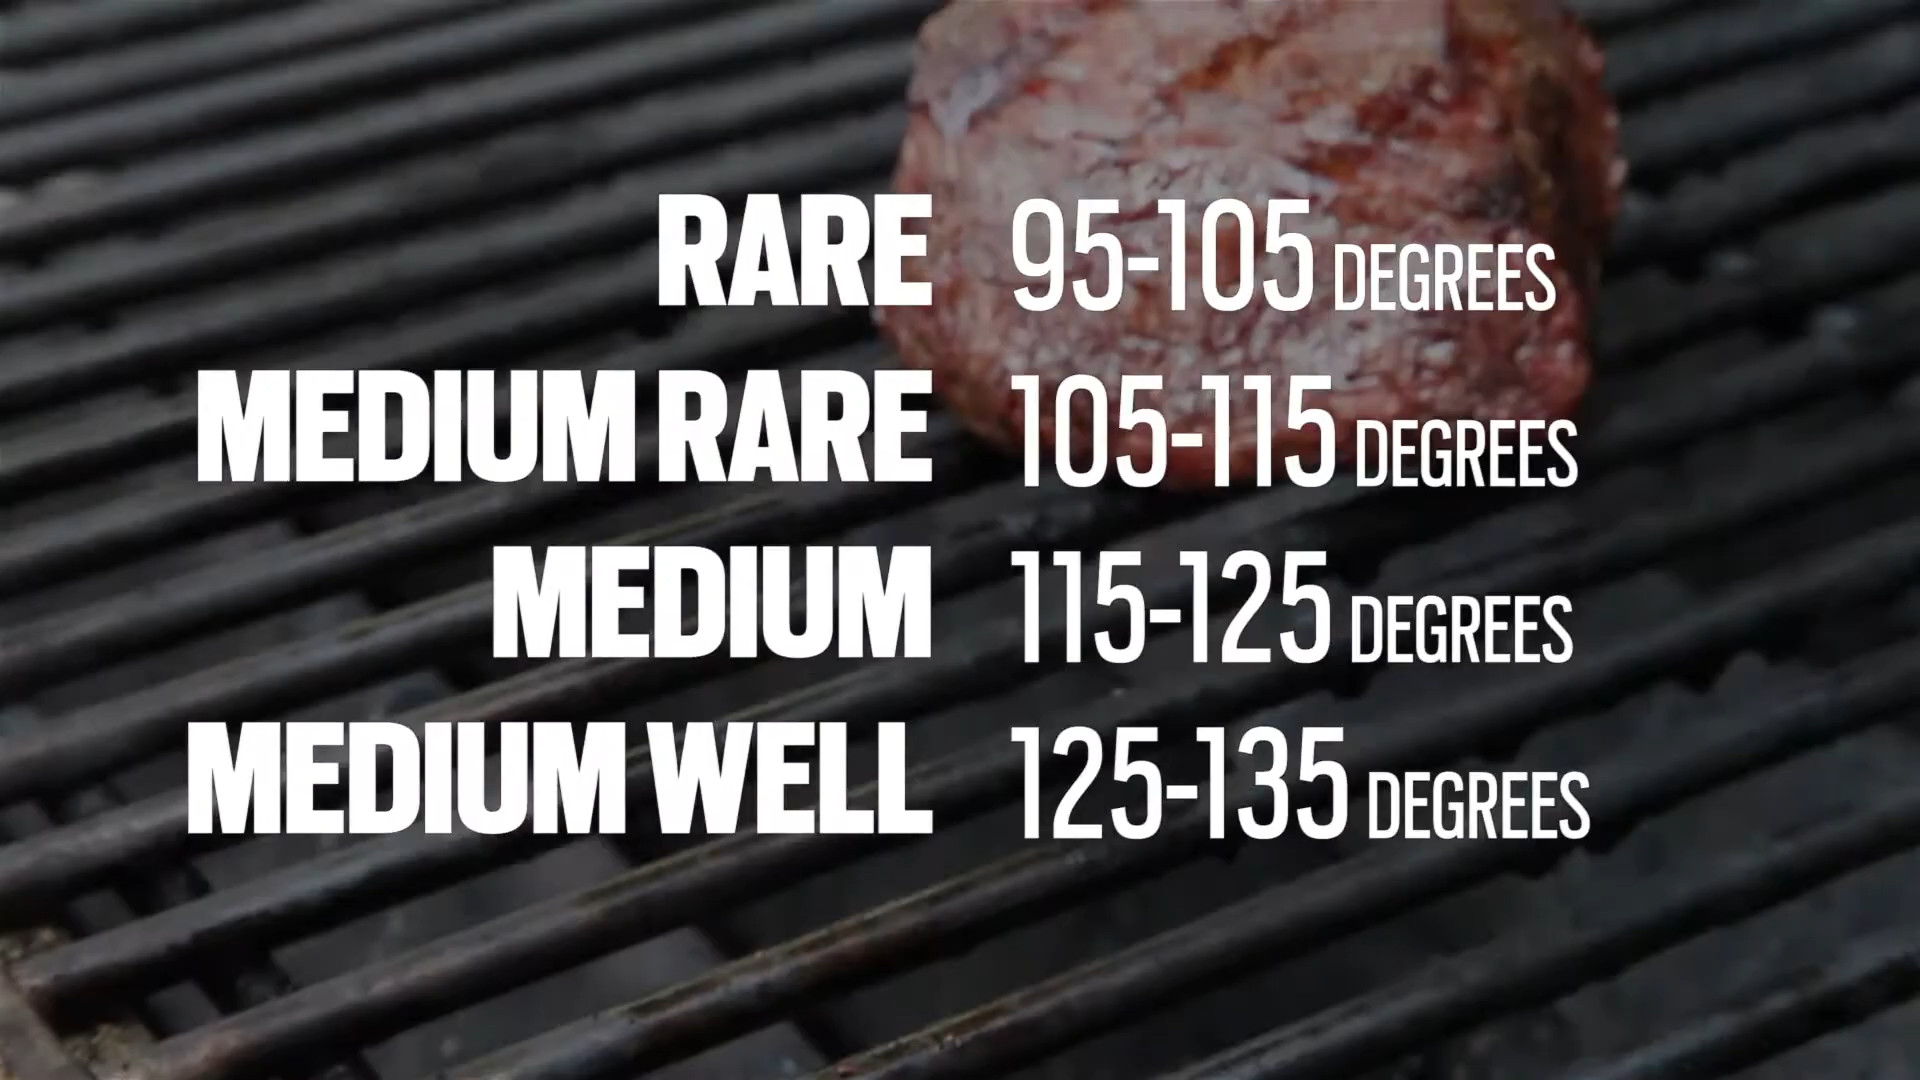 RARE 95-105 DEGREES
MEDIUM RARE 105-115 DEGREES
MEDIUM 115-125 DEGREES
MEDIUM WELL 125-135 DEGREES